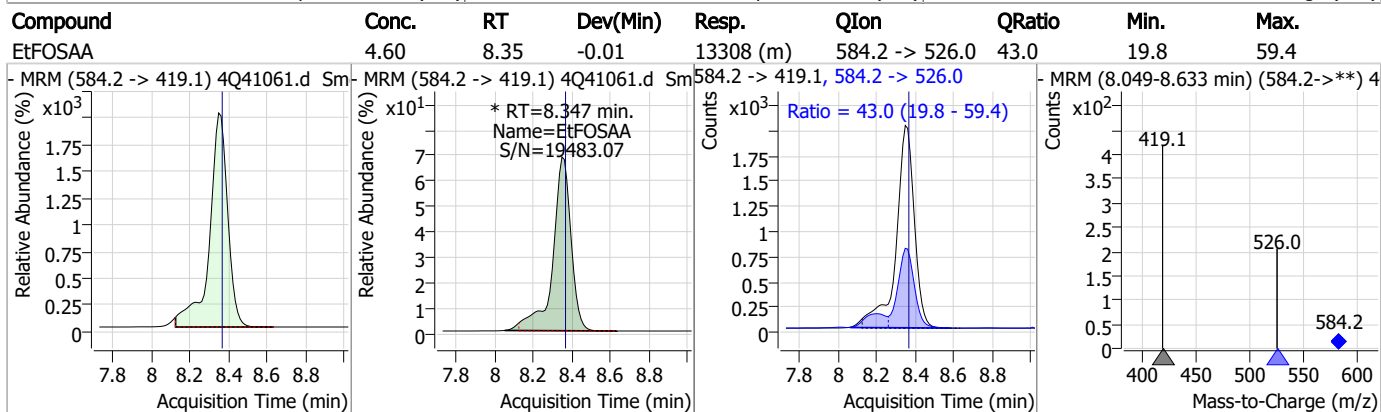 Compound Conc. RT Dev(Min) Resp. QIon QRatio Min. Max.
EtFOSAA 4.60 8.35 -0.01 13308 (m) 584.2 -> 526.0 43.0 19.8 59.4
- MRM (584.2 -> 419.1) 4Q41061.d Sm
Relative Abundance (%)
x10³
1.75
1.5
1.25
1
0.75
0.5
0.25
0
7.8 8 8.2 8.4 8.6 8.8
Acquisition Time (min)
- MRM (584.2 -> 419.1) 4Q41061.d Sm
Relative Abundance (%)
x10¹
* RT=8.347 min.
Name=EtFOSAA
S/N=19483.07
7
6
5
4
3
2
1
0
7.8 8 8.2 8.4 8.6 8.8
Acquisition Time (min)
584.2 -> 419.1, 584.2 -> 526.0
Counts
x10³
Ratio = 43.0 (19.8 - 59.4)
1.75
1.5
1.25
1
0.75
0.5
0.25
0
7.8 8 8.2 8.4 8.6 8.8
Acquisition Time (min)
- MRM (8.049-8.633 min) (584.2->**) 4
Counts
x10²
419.1
4
3.5
3
2.5
526.0
2
1.5
1
584.2
0.5
0
400 450 500 550 600
Mass-to-Charge (m/z)